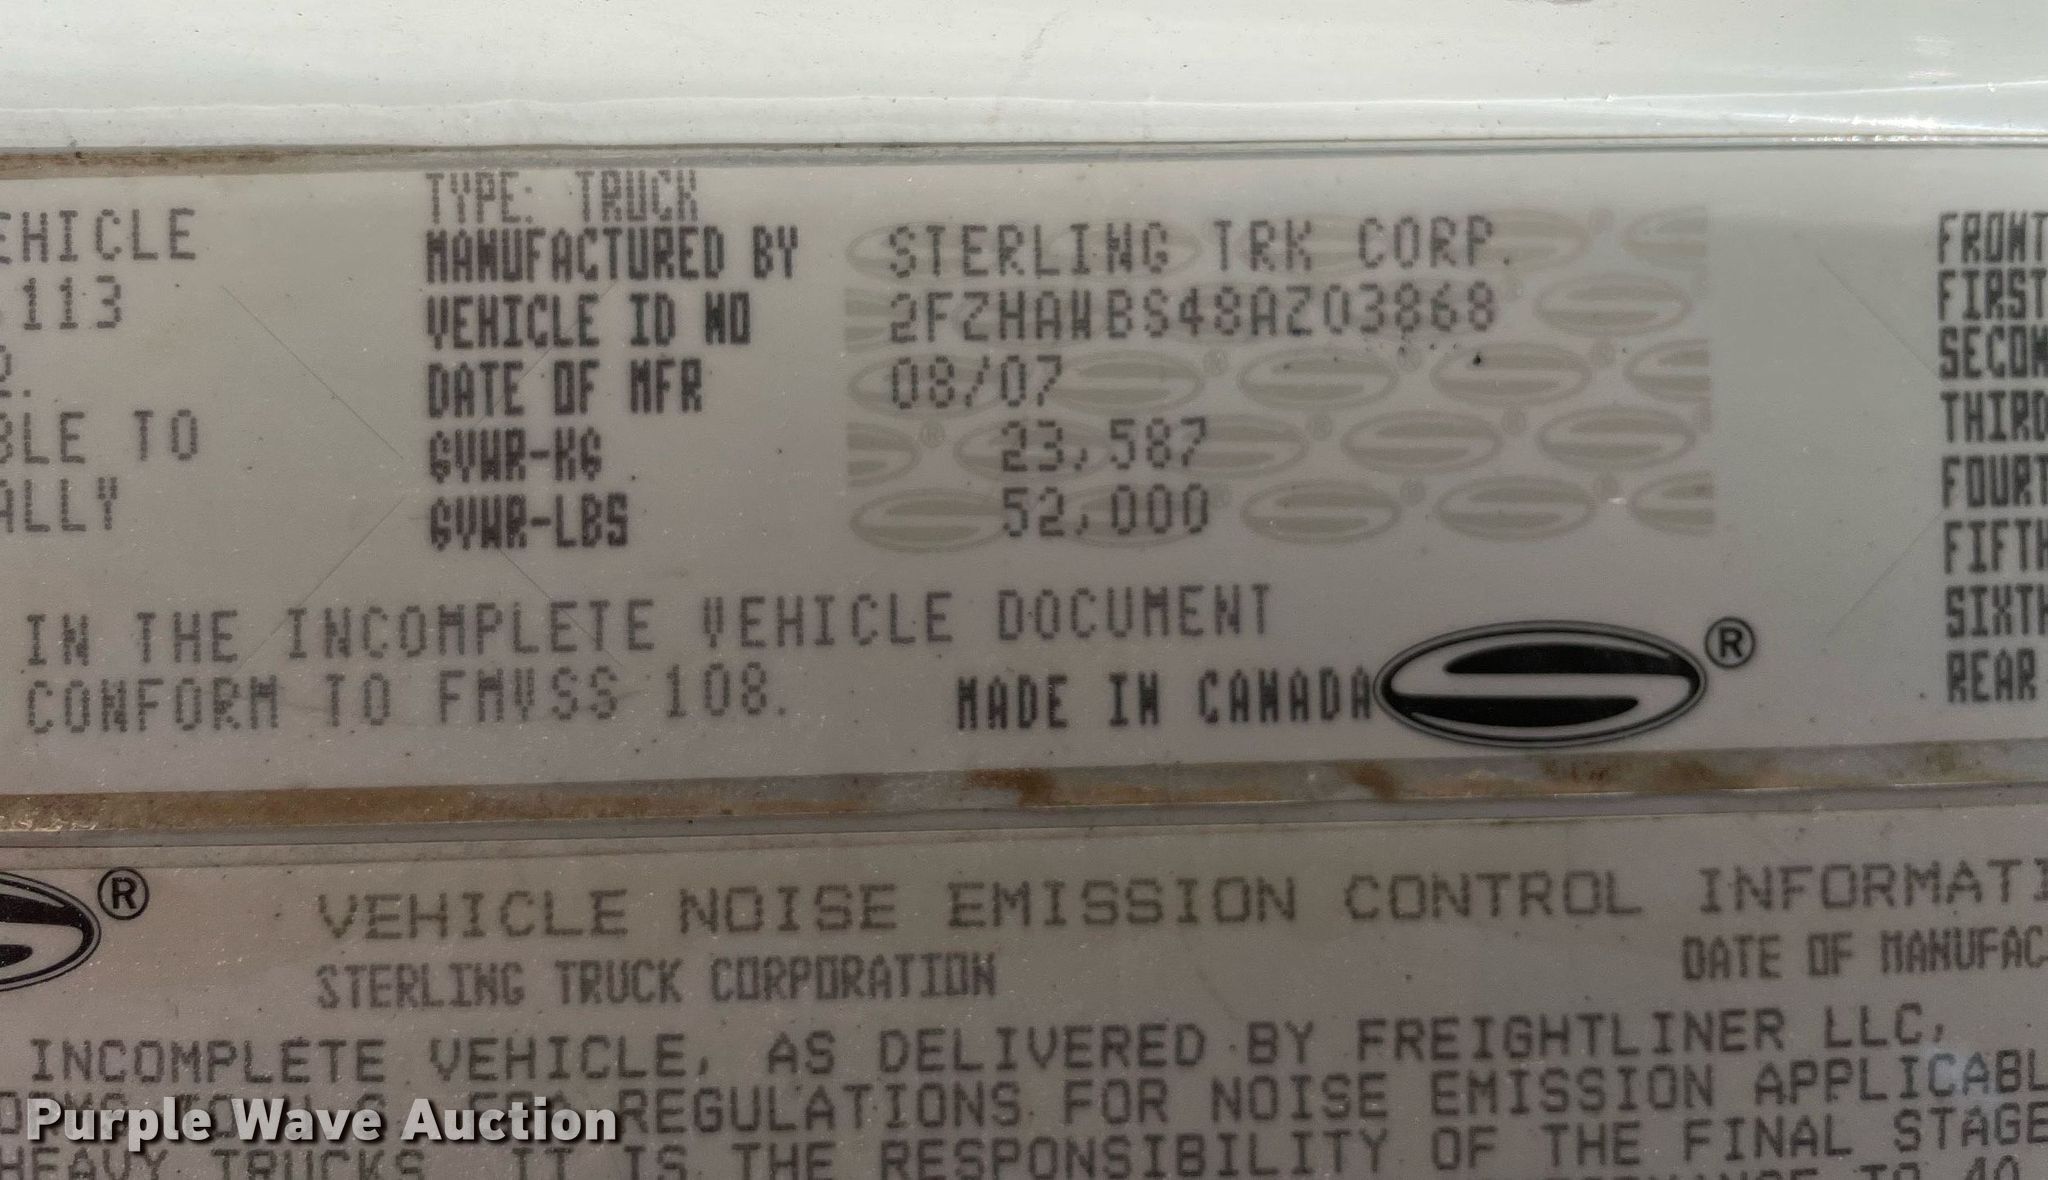 TYPE: TRUCK
MANUFACTURED BY STERLING TRK CORP.
VEHICLE ID NO 2FZHAWBS48AZ03868
DATE OF MFR 08/07
GVWR-KG 23,587
GVWR-LBS 52,000
EHICLE
113
BLE TO
ALLY
IN THE INCOMPLETE VEHICLE DOCUMENT
CONFORM TO FMVSS 108.
MADE IN CANADA ®
FRONT
FIRST
SECON
THIRD
FOURT
FIFTH
SIXTH
REAR
®
VEHICLE NOISE EMISSION CONTROL INFORMATI
STERLING TRUCK CORPORATION
DATE OF MANUFAC
INCOMPLETE VEHICLE, AS DELIVERED BY FREIGHTLINER LLC,
REGULATIONS FOR NOISE EMISSION APPLICABL
HEAVY TRUCKS. IT IS THE RESPONSIBILITY OF THE FINAL STAGE
TO 40
Purple Wave Auction